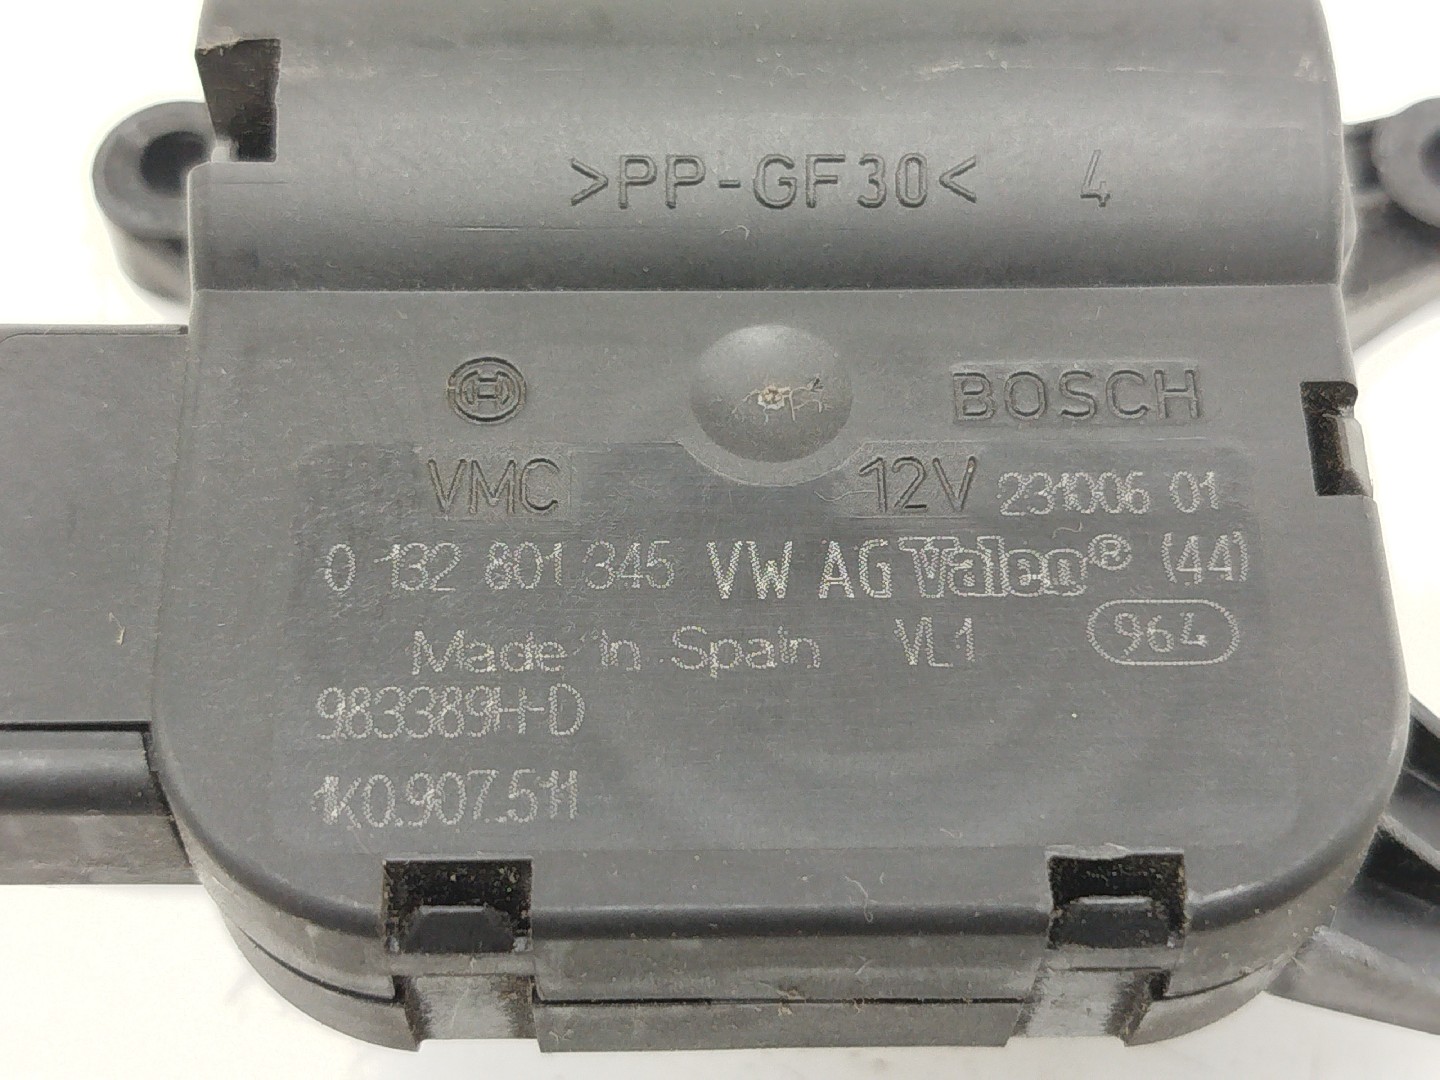 >PP-GF30< 4
BOSCH
VMC 12V 231006 01
0 132 801 345 VW AG Valeo® (44)
Made in Spain VL1 964
983389H-D
1K0.907.511